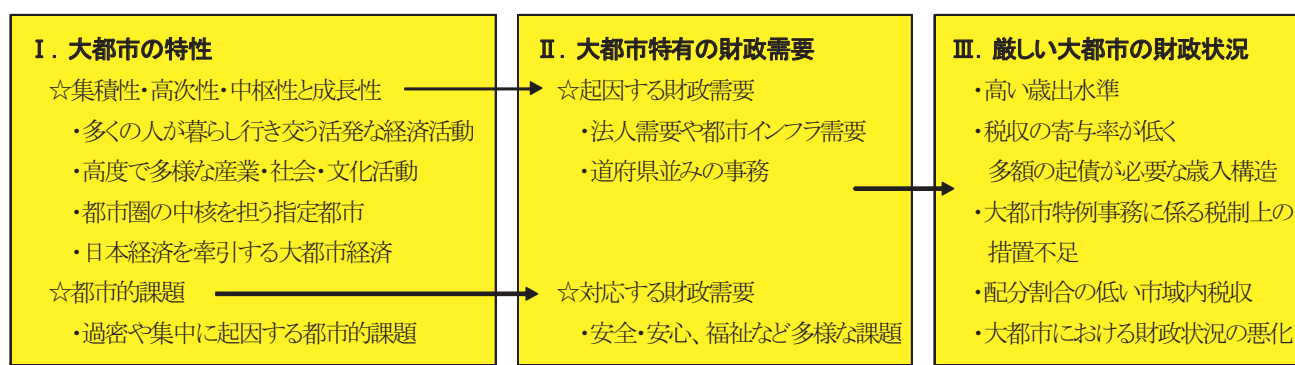 Ⅰ. 大都市の特性
☆集積性・高次性・中枢性と成長性
・多くの人が暮らし行き交う活発な経済活動
・高度で多様な産業・社会・文化活動
・都市圏の中核を担う指定都市
・日本経済を牽引する大都市経済
☆都市的課題
・過密や集中に起因する都市的課題
Ⅱ. 大都市特有の財政需要
☆起因する財政需要
・法人需要や都市インフラ需要
・道府県並みの事務
☆対応する財政需要
・安全・安心、福祉など多様な課題
Ⅲ. 厳しい大都市の財政状況
・高い歳出水準
・税収の寄与率が低く
多額の起債が必要な歳入構造
・大都市特例事務に係る税制上の
措置不足
・配分割合の低い市域内税収
・大都市における財政状況の悪化